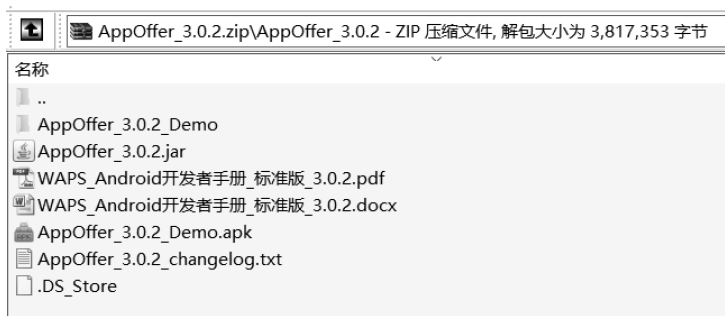 AppOffer_3.0.2.zip\AppOffer_3.0.2 - ZIP 压缩文件, 解包大小为 3,817,353 字节
名称
..
AppOffer_3.0.2_Demo
AppOffer_3.0.2.jar
WAPS_Android开发者手册_标准版_3.0.2.pdf
WAPS_Android开发者手册_标准版_3.0.2.docx
AppOffer_3.0.2_Demo.apk
AppOffer_3.0.2_changelog.txt
.DS_Store